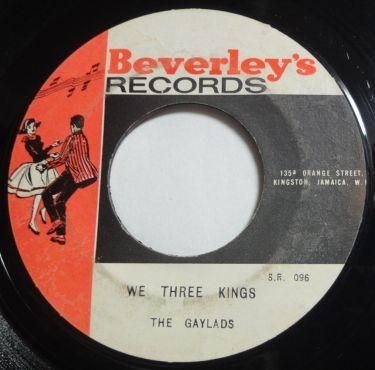 Beverley's
RECORDS
135ª ORANGE STREET,
KINGSTON, JAMAICA, W.
S.R. 096
WE THREE KINGS
THE GAYLADS